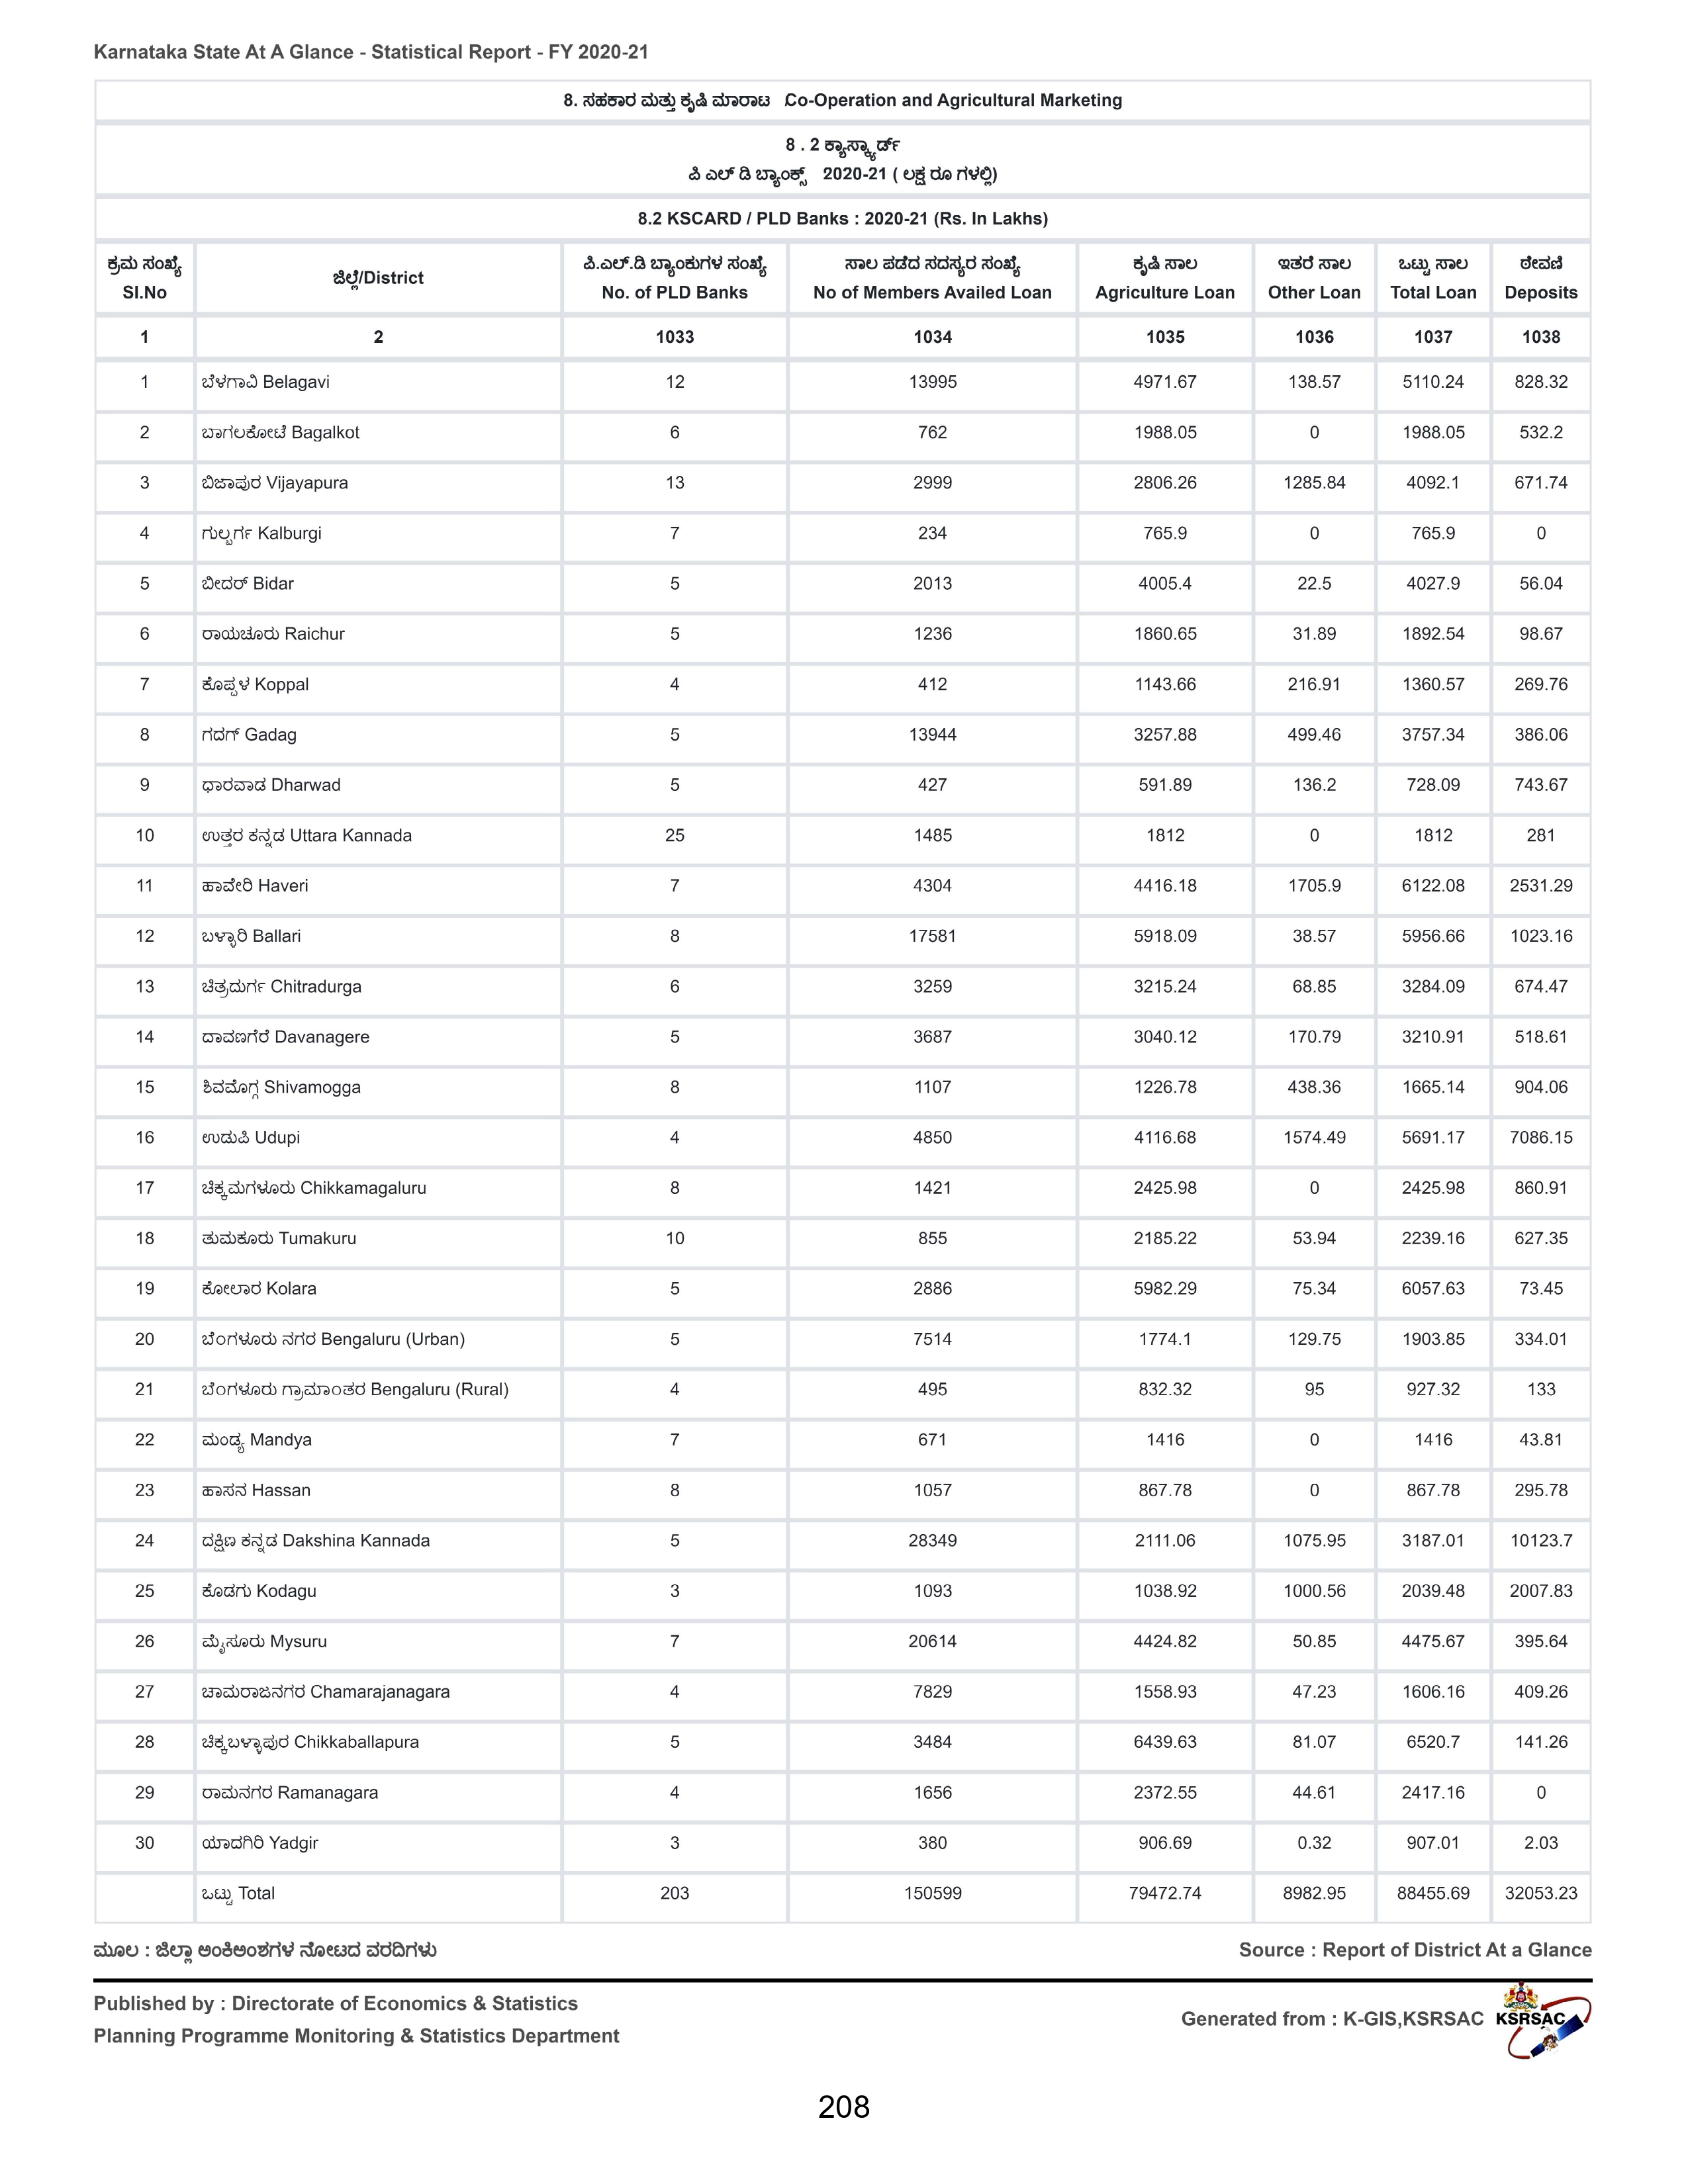 Karnataka State At A Glance - Statistical Report - FY 2020-21
8. ಸಹಕಾರ ಮತ್ತು ಕೃಷಿ ಮಾರಾಟ Co-Operation and Agricultural Marketing
8 . 2 ಕ್ಯಾಸ್ಕ್ಯಾರ್ಡ್
ಪಿ ಎಲ್ ಡಿ ಬ್ಯಾಂಕ್ಸ್ 2020-21 ( ಲಕ್ಷ ರೂ ಗಳಲ್ಲಿ)
8.2 KSCARD / PLD Banks : 2020-21 (Rs. In Lakhs)
ಕ್ರಮ ಸಂಖ್ಯೆ ಜಿಲ್ಲೆ/District ಪಿ.ಎಲ್.ಡಿ ಬ್ಯಾಂಕುಗಳ ಸಂಖ್ಯೆ ಸಾಲ ಪಡೆದ ಸದಸ್ಯರ ಸಂಖ್ಯೆ ಕೃಷಿ ಸಾಲ ಇತರೆ ಸಾಲ ಒಟ್ಟು ಸಾಲ ಠೇವಣಿ
SI.No No. of PLD Banks No of Members Availed Loan Agriculture Loan Other Loan Total Loan Deposits
1 2 1033 1034 1035 1036 1037 1038
1 ಬೆಳಗಾವಿ Belagavi 12 13995 4971.67 138.57 5110.24 828.32
2 ಬಾಗಲಕೋಟೆ Bagalkot 6 762 1988.05 0 1988.05 532.2
3 ಬಿಜಾಪುರ Vijayapura 13 2999 2806.26 1285.84 4092.1 671.74
4 ಗುಲ್ಬರ್ಗ Kalburgi 7 234 765.9 0 765.9 0
5 ಬೀದರ್ Bidar 5 2013 4005.4 22.5 4027.9 56.04
6 ರಾಯಚೂರು Raichur 5 1236 1860.65 31.89 1892.54 98.67
7 ಕೊಪ್ಪಳ Koppal 4 412 1143.66 216.91 1360.57 269.76
8 ಗದಗ್ Gadag 5 13944 3257.88 499.46 3757.34 386.06
9 ಧಾರವಾಡ Dharwad 5 427 591.89 136.2 728.09 743.67
10 ಉತ್ತರ ಕನ್ನಡ Uttara Kannada 25 1485 1812 0 1812 281
11 ಹಾವೇರಿ Haveri 7 4304 4416.18 1705.9 6122.08 2531.29
12 ಬಳ್ಳಾರಿ Ballari 8 17581 5918.09 38.57 5956.66 1023.16
13 ಚಿತ್ರದುರ್ಗ Chitradurga 6 3259 3215.24 68.85 3284.09 674.47
14 ದಾವಣಗೆರೆ Davanagere 5 3687 3040.12 170.79 3210.91 518.61
15 ಶಿವಮೊಗ್ಗ Shivamogga 8 1107 1226.78 438.36 1665.14 904.06
16 ಉಡುಪಿ Udupi 4 4850 4116.68 1574.49 5691.17 7086.15
17 ಚಿಕ್ಕಮಗಳೂರು Chikkamagaluru 8 1421 2425.98 0 2425.98 860.91
18 ತುಮಕೂರು Tumakuru 10 855 2185.22 53.94 2239.16 627.35
19 ಕೋಲಾರ Kolara 5 2886 5982.29 75.34 6057.63 73.45
20 ಬೆಂಗಳೂರು ನಗರ Bengaluru (Urban) 5 7514 1774.1 129.75 1903.85 334.01
21 ಬೆಂಗಳೂರು ಗ್ರಾಮಾಂತರ Bengaluru (Rural) 4 495 832.32 95 927.32 133
22 ಮಂಡ್ಯ Mandya 7 671 1416 0 1416 43.81
23 ಹಾಸನ Hassan 8 1057 867.78 0 867.78 295.78
24 ದಕ್ಷಿಣ ಕನ್ನಡ Dakshina Kannada 5 28349 2111.06 1075.95 3187.01 10123.7
25 ಕೊಡಗು Kodagu 3 1093 1038.92 1000.56 2039.48 2007.83
26 ಮೈಸೂರು Mysuru 7 20614 4424.82 50.85 4475.67 395.64
27 ಚಾಮರಾಜನಗರ Chamarajanagara 4 7829 1558.93 47.23 1606.16 409.26
28 ಚಿಕ್ಕಬಳ್ಳಾಪುರ Chikkaballapura 5 3484 6439.63 81.07 6520.7 141.26
29 ರಾಮನಗರ Ramanagara 4 1656 2372.55 44.61 2417.16 0
30 ಯಾದಗಿರಿ Yadgir 3 380 906.69 0.32 907.01 2.03
ಒಟ್ಟು Total 203 150599 79472.74 8982.95 88455.69 32053.23
ಮೂಲ : ಜಿಲ್ಲಾ ಅಂಕಿಅಂಶಗಳ ನೋಟದ ವರದಿಗಳು Source : Report of District At a Glance
Published by : Directorate of Economics & Statistics
Planning Programme Monitoring & Statistics Department
Generated from : K-GIS,KSRSAC KSRSAC
208